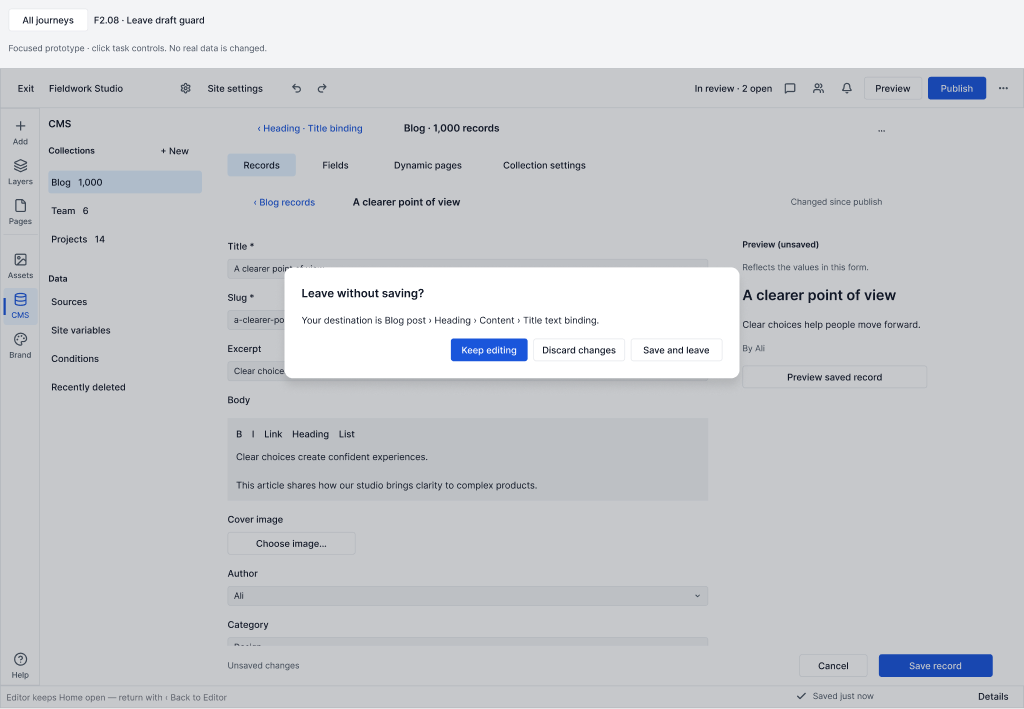 All journeys F2.08 · Leave draft guard
Focused prototype · click task controls. No real data is changed.
Exit Fieldwork Studio Site settings In review · 2 open Preview Publish ···
Add
Layers
Pages
Assets
CMS
Brand
Help
CMS
Collections + New
Blog 1,000
Team 6
Projects 14
Data
Sources
Site variables
Conditions
Recently deleted
‹ Heading · Title binding Blog · 1,000 records ...
Records Fields Dynamic pages Collection settings
‹ Blog records A clearer point of view Changed since publish
Title *
A clearer point of view
Slug *
a-clearer-po
Excerpt
Clear choice
Body
B I Link Heading List
Clear choices create confident experiences.
This article shares how our studio brings clarity to complex products.
Cover image
Choose image...
Author
Ali
Category
Unsaved changes
Cancel Save record
Preview (unsaved)
Reflects the values in this form.
A clearer point of view
Clear choices help people move forward.
By Ali
Preview saved record
Leave without saving?
Your destination is Blog post › Heading › Content › Title text binding.
Keep editing Discard changes Save and leave
Editor keeps Home open — return with ‹ Back to Editor Saved just now Details